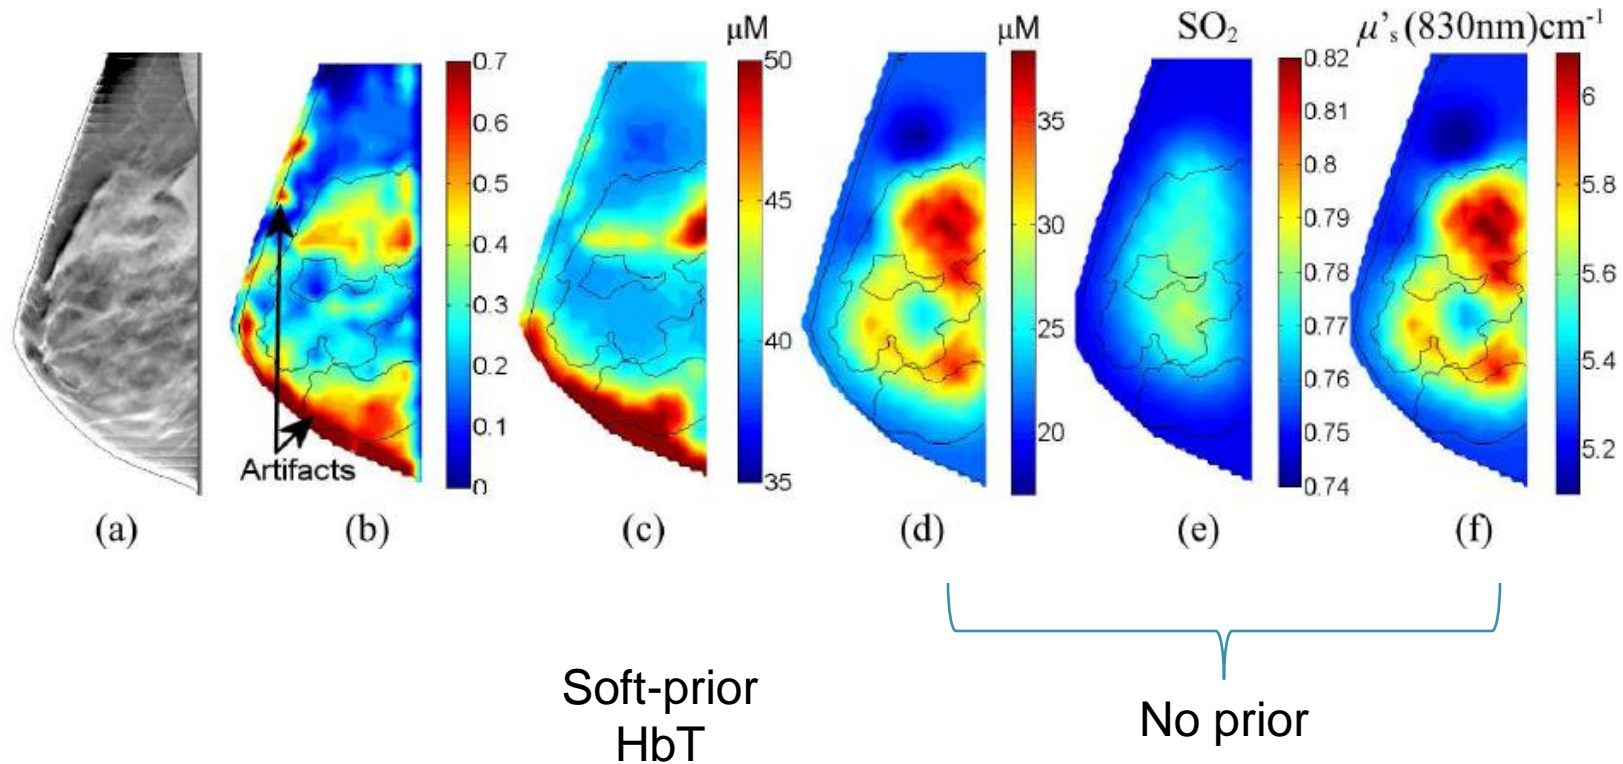 μM
μM
SO₂
μ'ₛ (830nm)cm⁻¹
0.7
0.6
0.5
0.4
0.3
0.2
0.1
0
50
45
40
35
35
30
25
20
0.82
0.81
0.8
0.79
0.78
0.77
0.76
0.75
0.74
6
5.8
5.6
5.4
5.2
Artifacts
(a)
(b)
(c)
(d)
(e)
(f)
Soft-prior
HbT
No prior